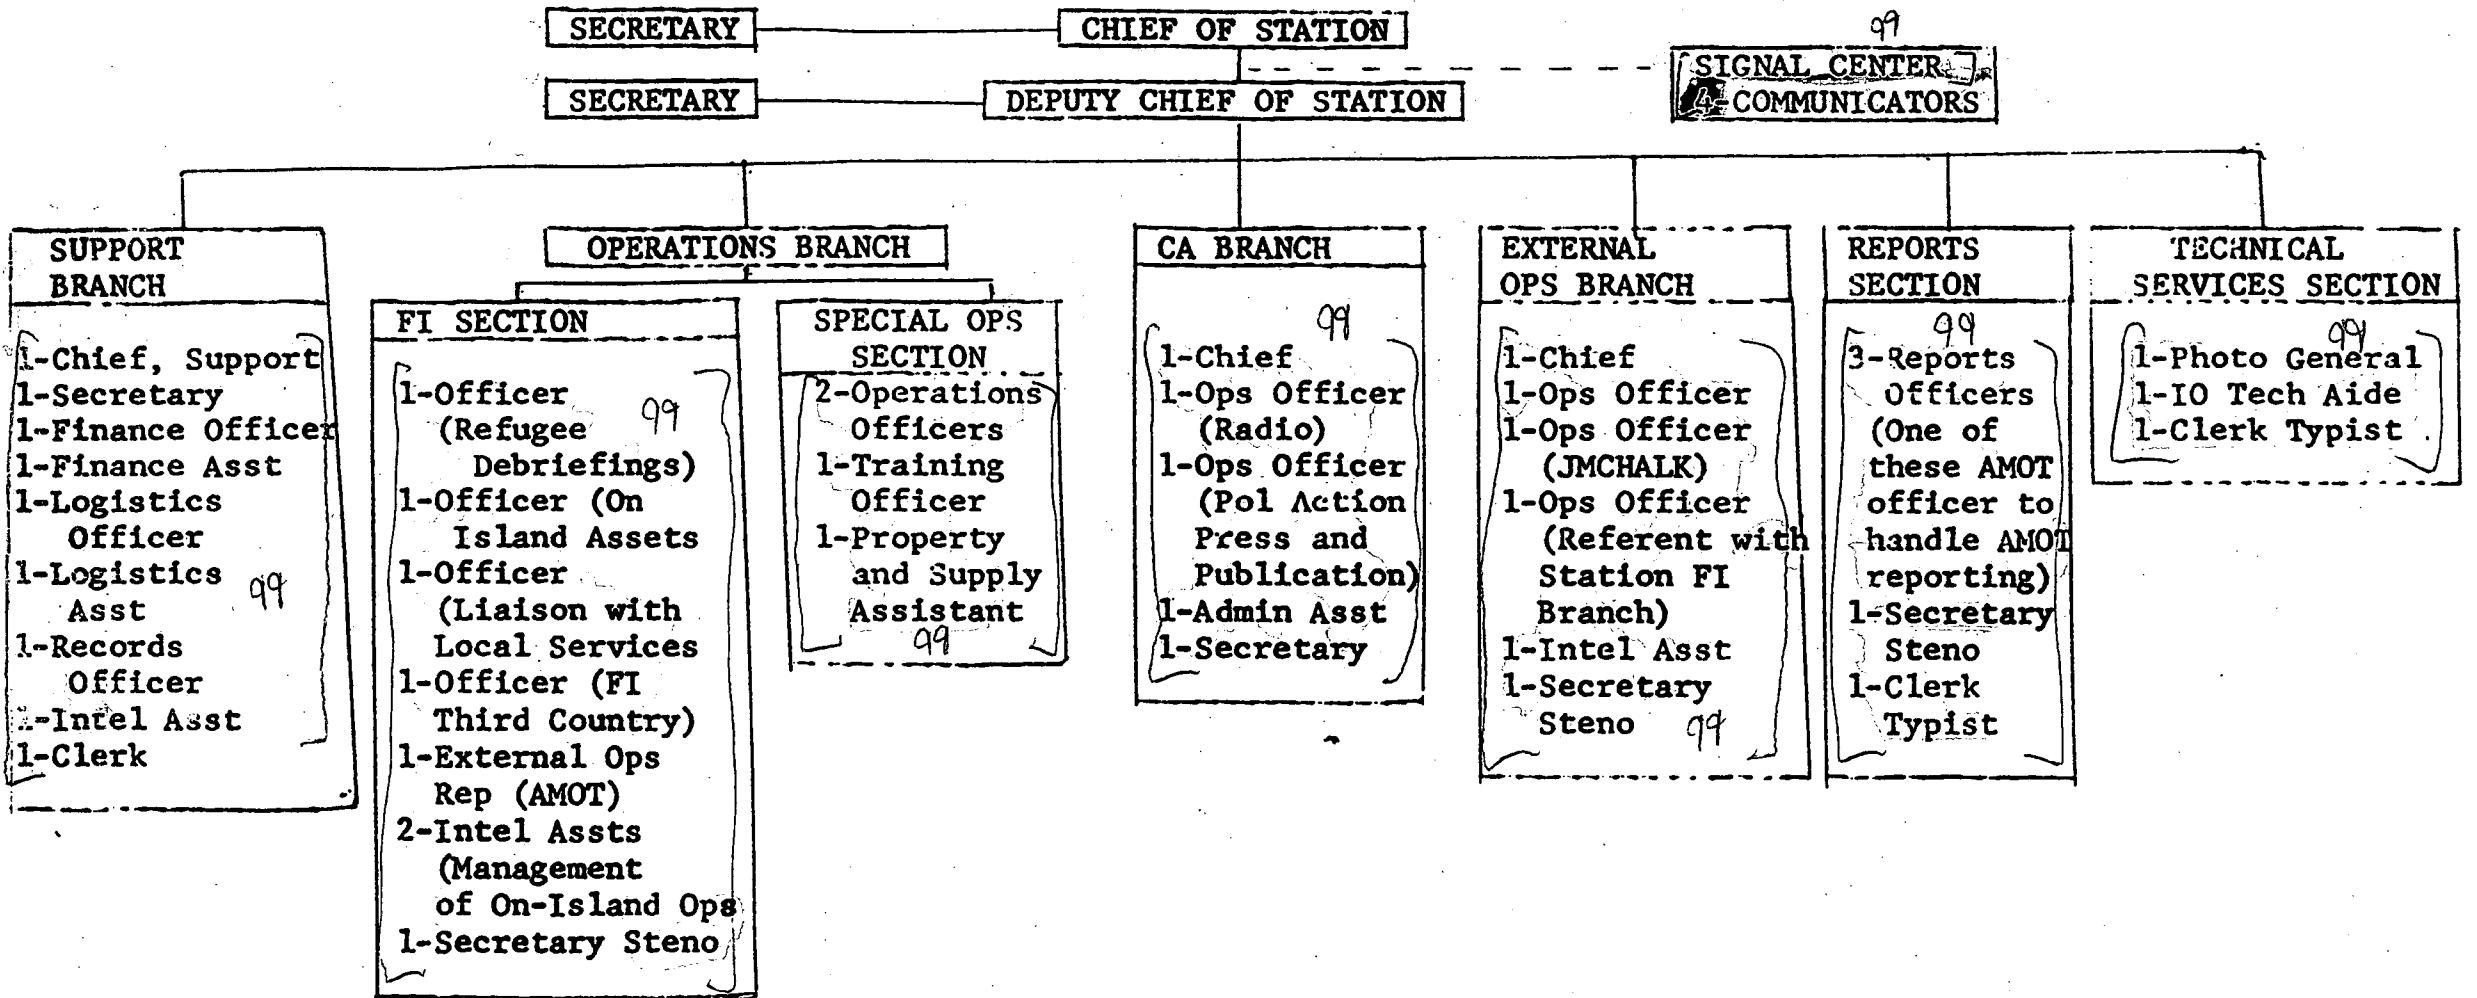 99
SECRETARY
CHIEF OF STATION
SIGNAL CENTER
4-COMMUNICATORS
SECRETARY
DEPUTY CHIEF OF STATION
SUPPORT
BRANCH
1-Chief, Support
1-Secretary
1-Finance Officer
1-Finance Asst
1-Logistics
Officer
1-Logistics
99
Asst
1-Records
Officer
-Intel Asst
1-Clerk
OPERATIONS BRANCH
FI SECTION
1-Officer
99
(Refugee
Debriefings)
1-Officer (On
Island Assets
1-Officer
(Liaison with
Local Services
1-Officer (FI
Third Country)
1-External Ops
Rep (AMOT)
2-Intel Assts
(Management
of On-Island Ops
1-Secretary Steno
SPECIAL OPS
SECTION
2-Operations
Officers
1-Training
Officer
1-Property
and Supply
Assistant
99
CA BRANCH
99
1-Chief
1-Ops Officer
(Radio)
1-Ops Officer
(Pol Action
Press and
Publication)
1-Admin Asst
1-Secretary
EXTERNAL
OPS BRANCH
1-Chief
1-Ops Officer
1-Ops Officer
(JMCHALK)
1-Ops Officer
(Referent with
Station FI
Branch)
1-Intel Asst
1-Secretary
Steno 99
REPORTS
SECTION
99
3-Reports
Officers
(One of
these AMOT
officer to
handle AMOT
reporting)
1-Secretary
Steno
1-Clerk
Typist
TECHNICAL
SERVICES SECTION
99
1-Photo General
1-IO Tech Aide
1-Clerk Typist